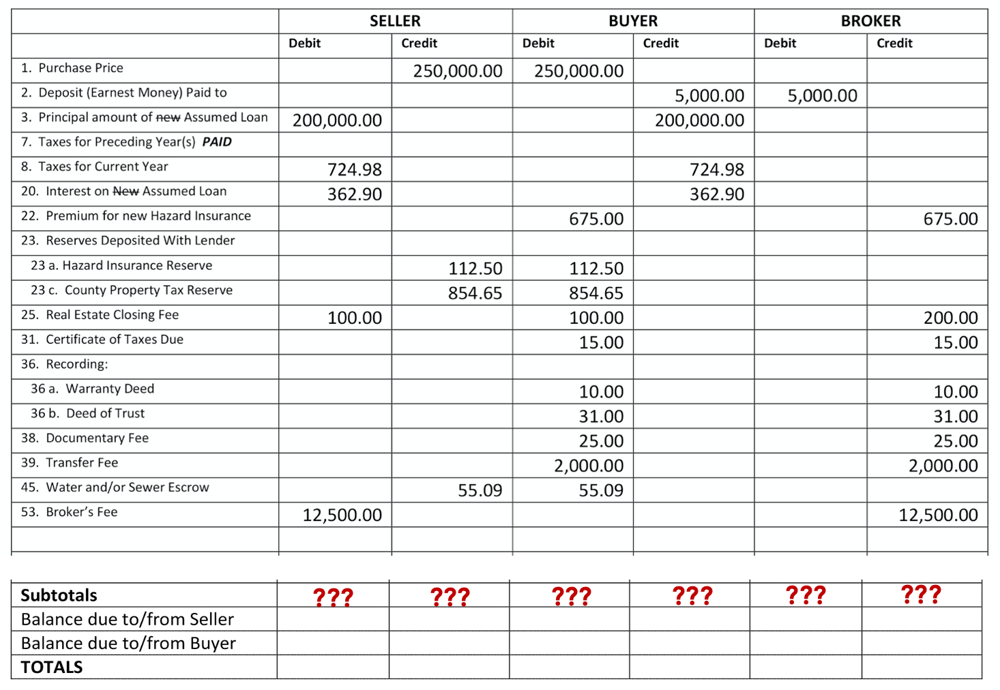 SELLER BUYER BROKER
Debit Credit Debit Credit Debit Credit
1. Purchase Price 250,000.00 250,000.00
2. Deposit (Earnest Money) Paid to 5,000.00 5,000.00
3. Principal amount of new Assumed Loan 200,000.00 200,000.00
7. Taxes for Preceding Year(s) PAID
8. Taxes for Current Year 724.98 724.98
20. Interest on New Assumed Loan 362.90 362.90
22. Premium for new Hazard Insurance 675.00 675.00
23. Reserves Deposited With Lender
23 a. Hazard Insurance Reserve 112.50 112.50
23 c. County Property Tax Reserve 854.65 854.65
25. Real Estate Closing Fee 100.00 100.00 200.00
31. Certificate of Taxes Due 15.00 15.00
36. Recording:
36 a. Warranty Deed 10.00 10.00
36 b. Deed of Trust 31.00 31.00
38. Documentary Fee 25.00 25.00
39. Transfer Fee 2,000.00 2,000.00
45. Water and/or Sewer Escrow 55.09 55.09
53. Broker’s Fee 12,500.00 12,500.00
Subtotals ??? ??? ??? ??? ??? ???
Balance due to/from Seller
Balance due to/from Buyer
TOTALS